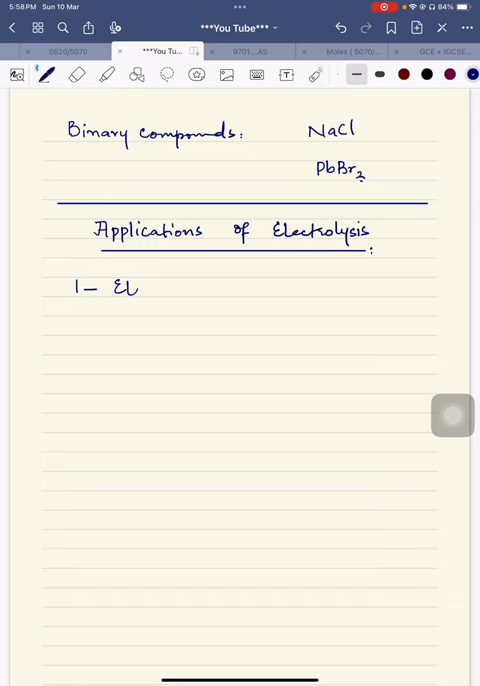 5:58 PM Sun 10 Mar
84%
***You Tube***
0620/5070
***You Tu...
9701...AS
Moles ( 5070/
GCE + IGCSE...
Binary compounds: NaCl
PbBr2
Applications of Electrolysis:
1- El